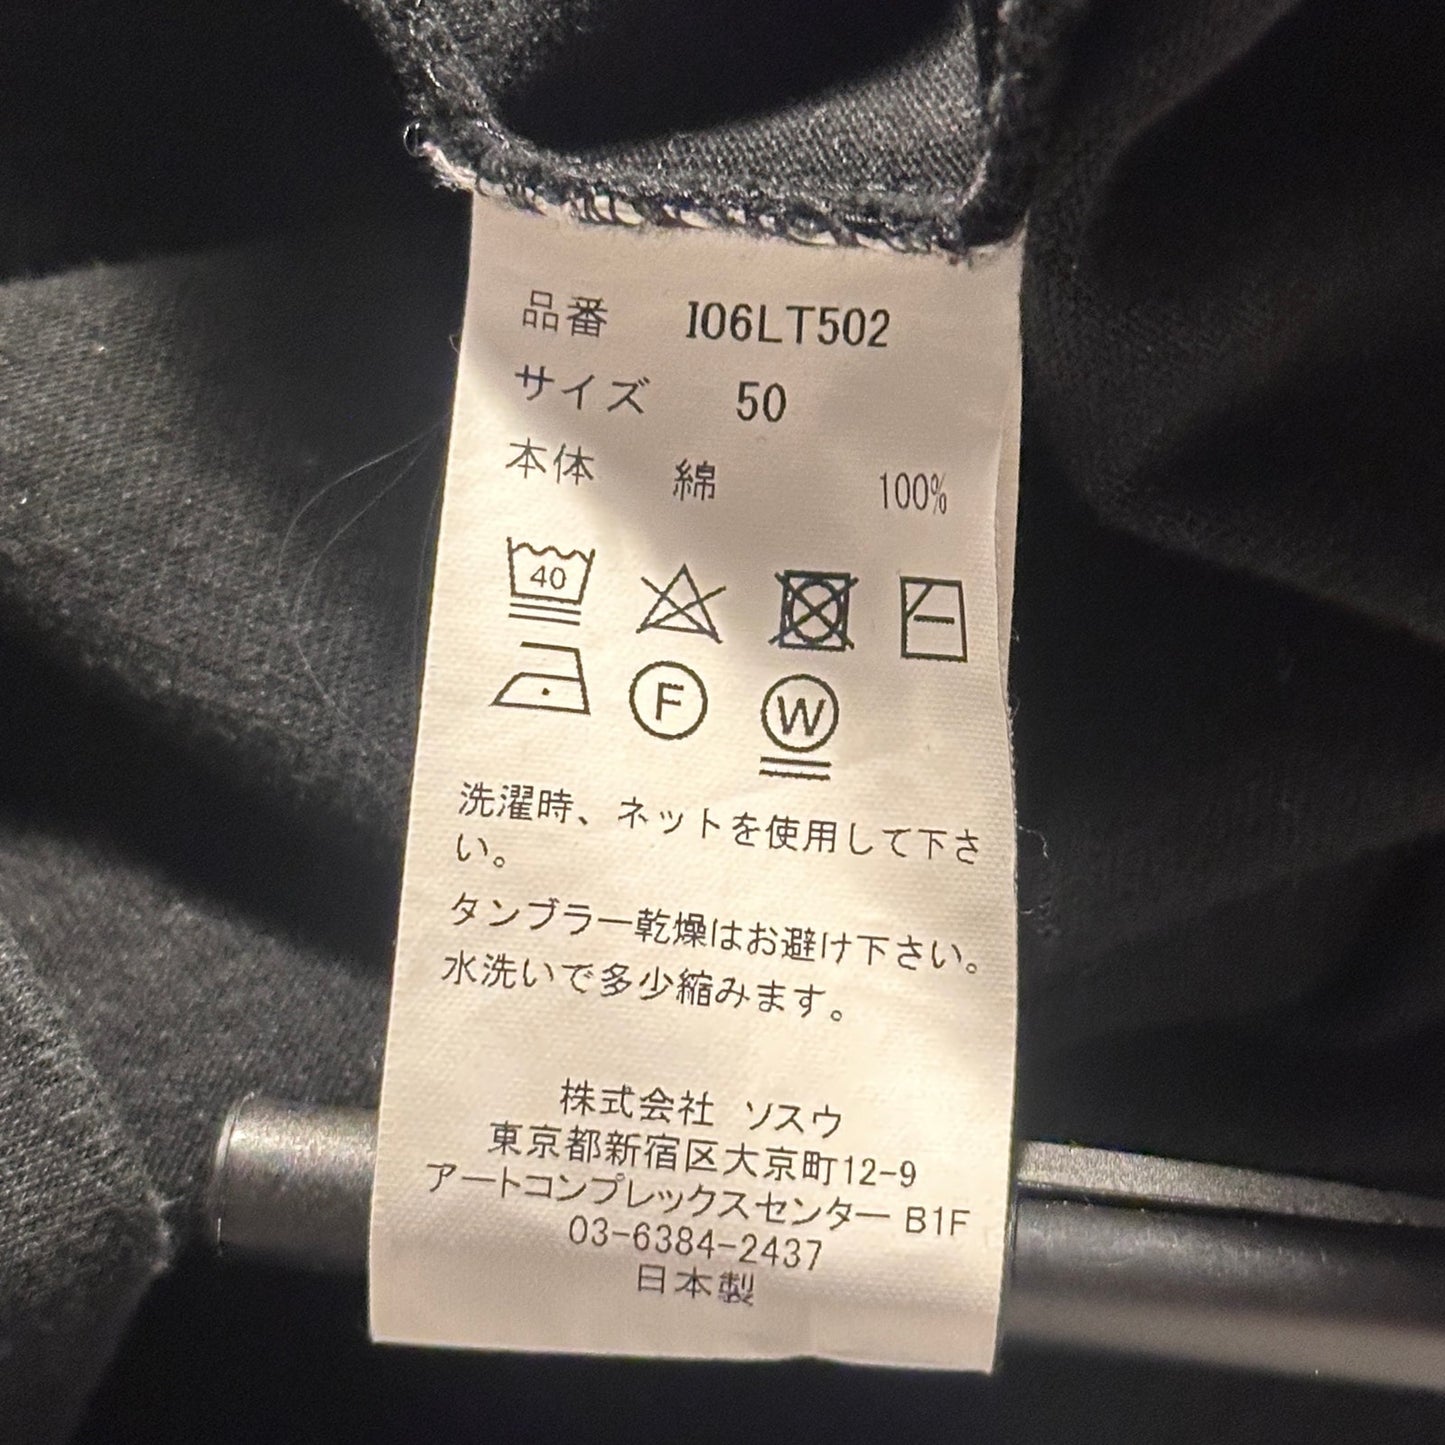 品番 I06LT502
サイズ 50
本体 綿 100%
40
F W
洗濯時、ネットを使用して下さ
い。
タンブラー乾燥はお避け下さい。
水洗いで多少縮みます。
株式会社 ソスウ
東京都新宿区大京町12-9
アートコンプレックスセンター B1F
03-6384-2437
日本製